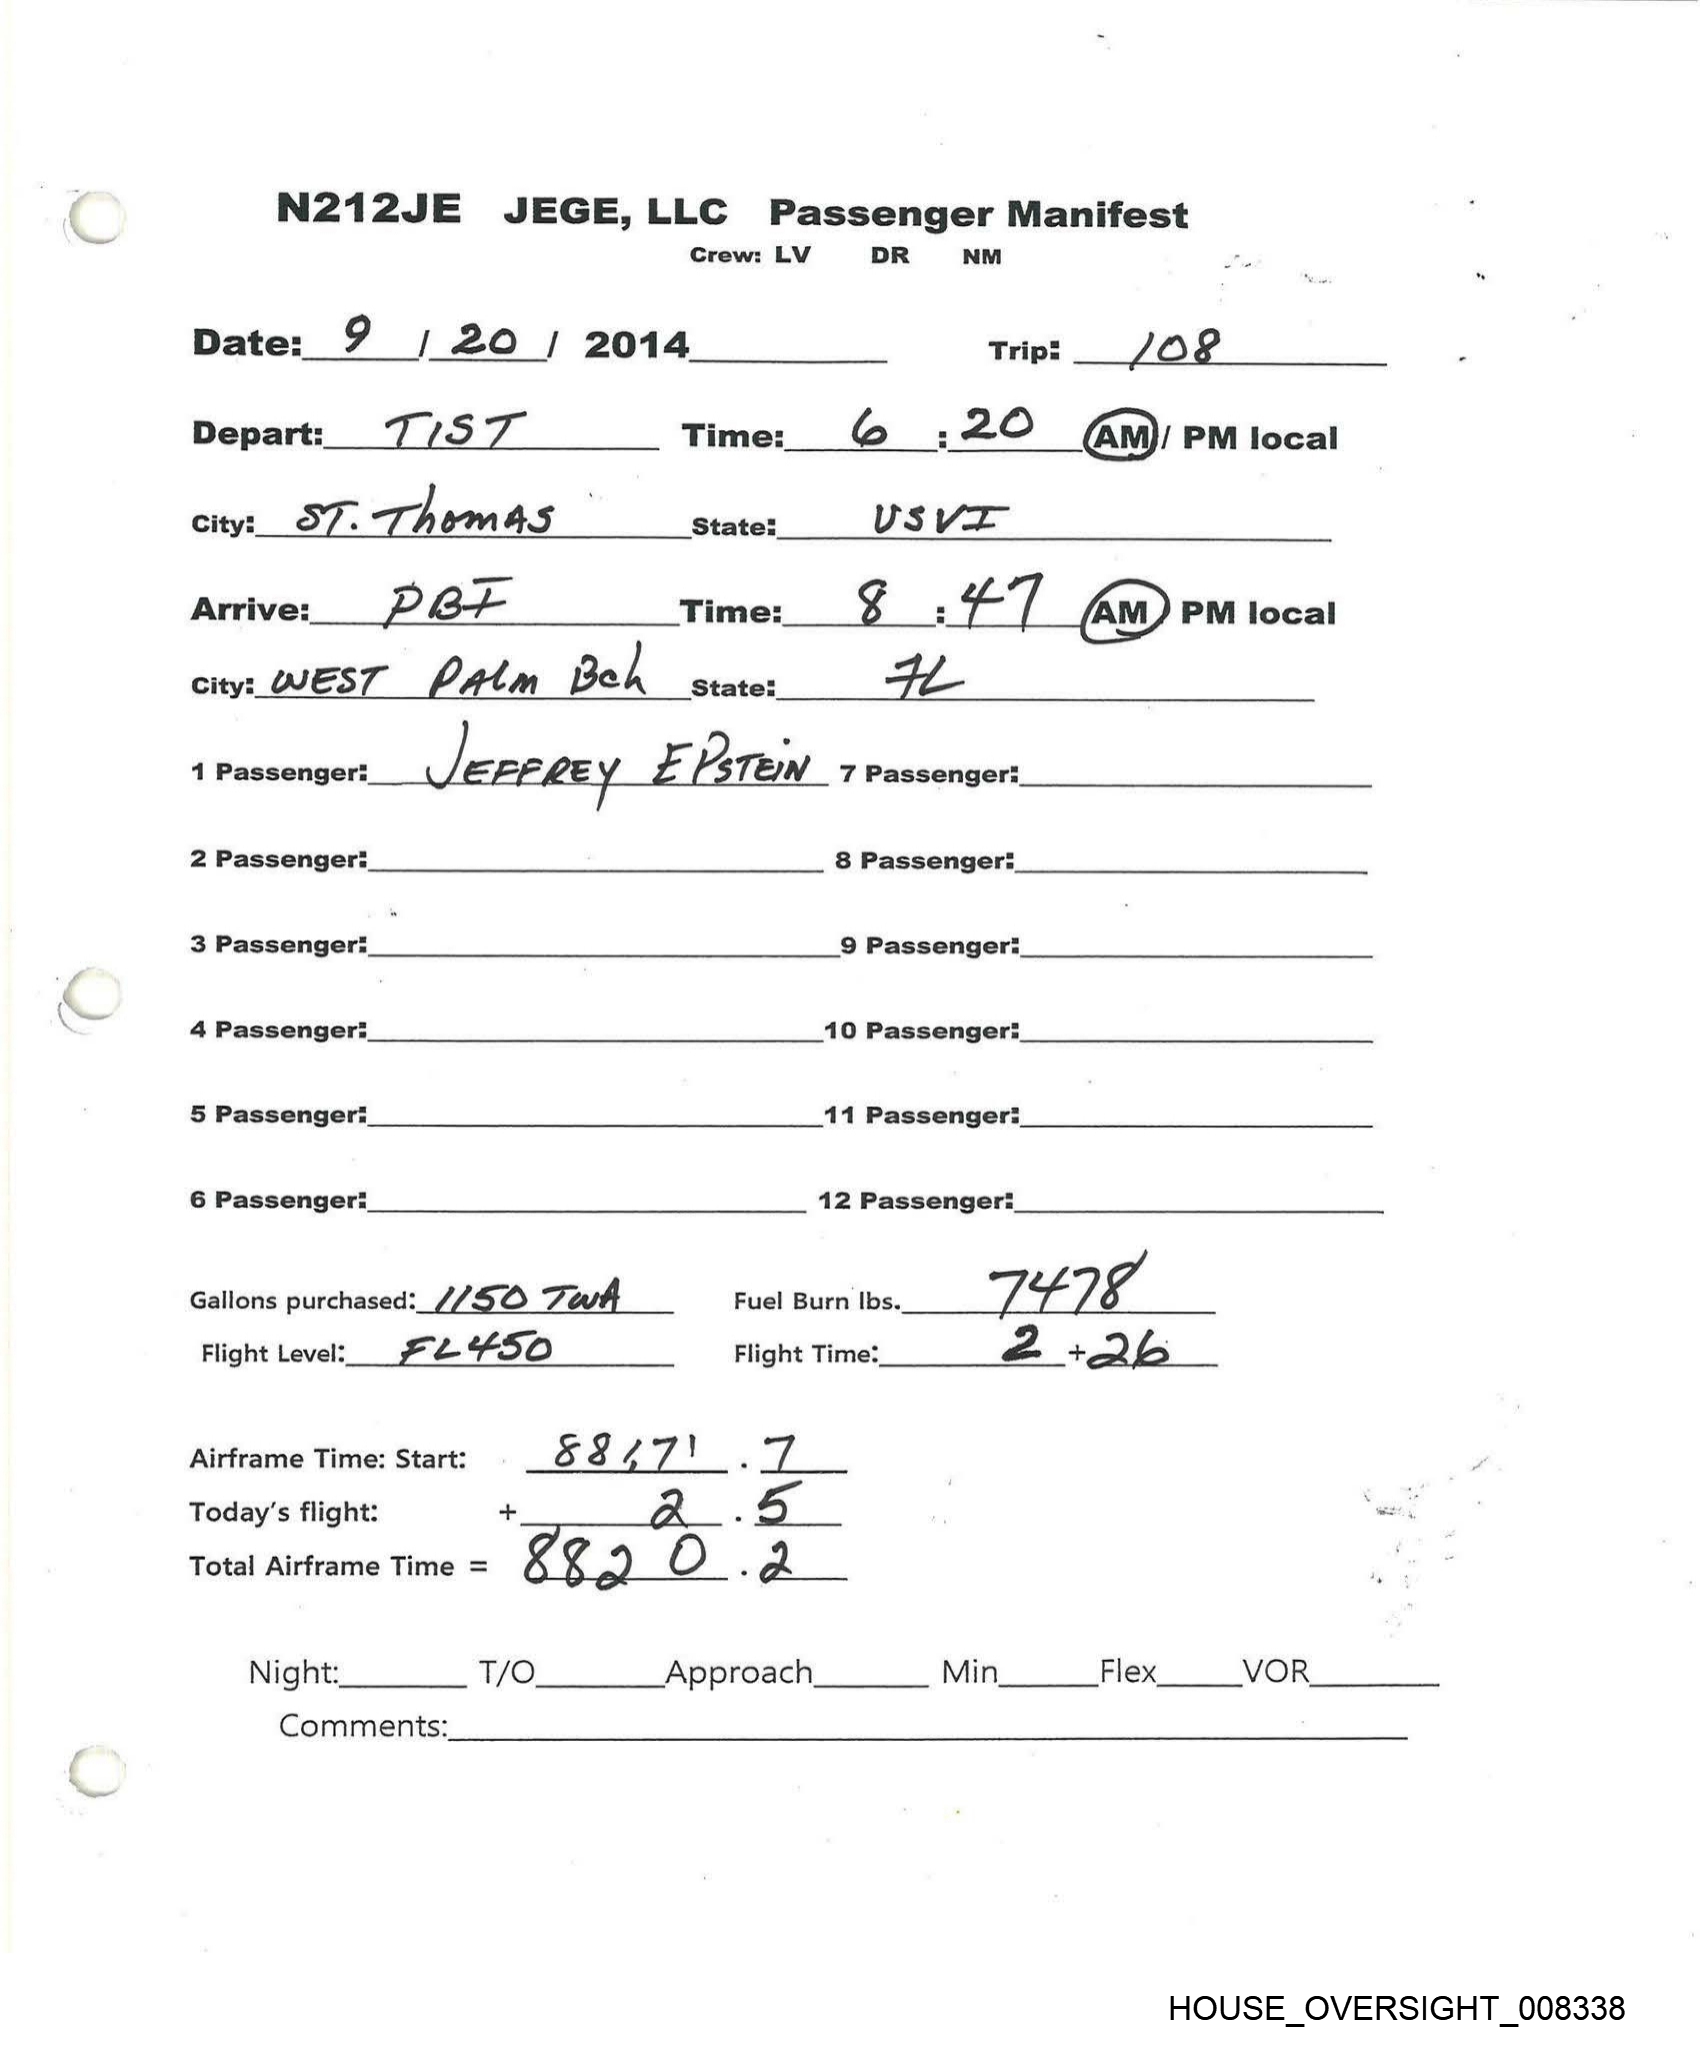 N212JE JEGE, LLC Passenger Manifest
Crew: LV DR NM
Date: 9 / 20 / 2014 Trip: 108
Depart: TIST Time: 6 : 20 AM / PM local
City: ST. THOMAS State: USVI
Arrive: PBI Time: 8 : 47 AM PM local
City: WEST PALM Bch State: FL
1 Passenger: JEFFREY EPSTEIN 7 Passenger:
2 Passenger: 8 Passenger:
3 Passenger: 9 Passenger:
4 Passenger: 10 Passenger:
5 Passenger: 11 Passenger:
6 Passenger: 12 Passenger:
Gallons purchased: 1150 TWA Fuel Burn lbs. 7478
Flight Level: FL450 Flight Time: 2 + 26
Airframe Time: Start: 88171 . 7
Today's flight: + 2 . 5
Total Airframe Time = 8820 . 2
Night: T/O Approach Min Flex VOR
Comments:
HOUSE_OVERSIGHT_008338